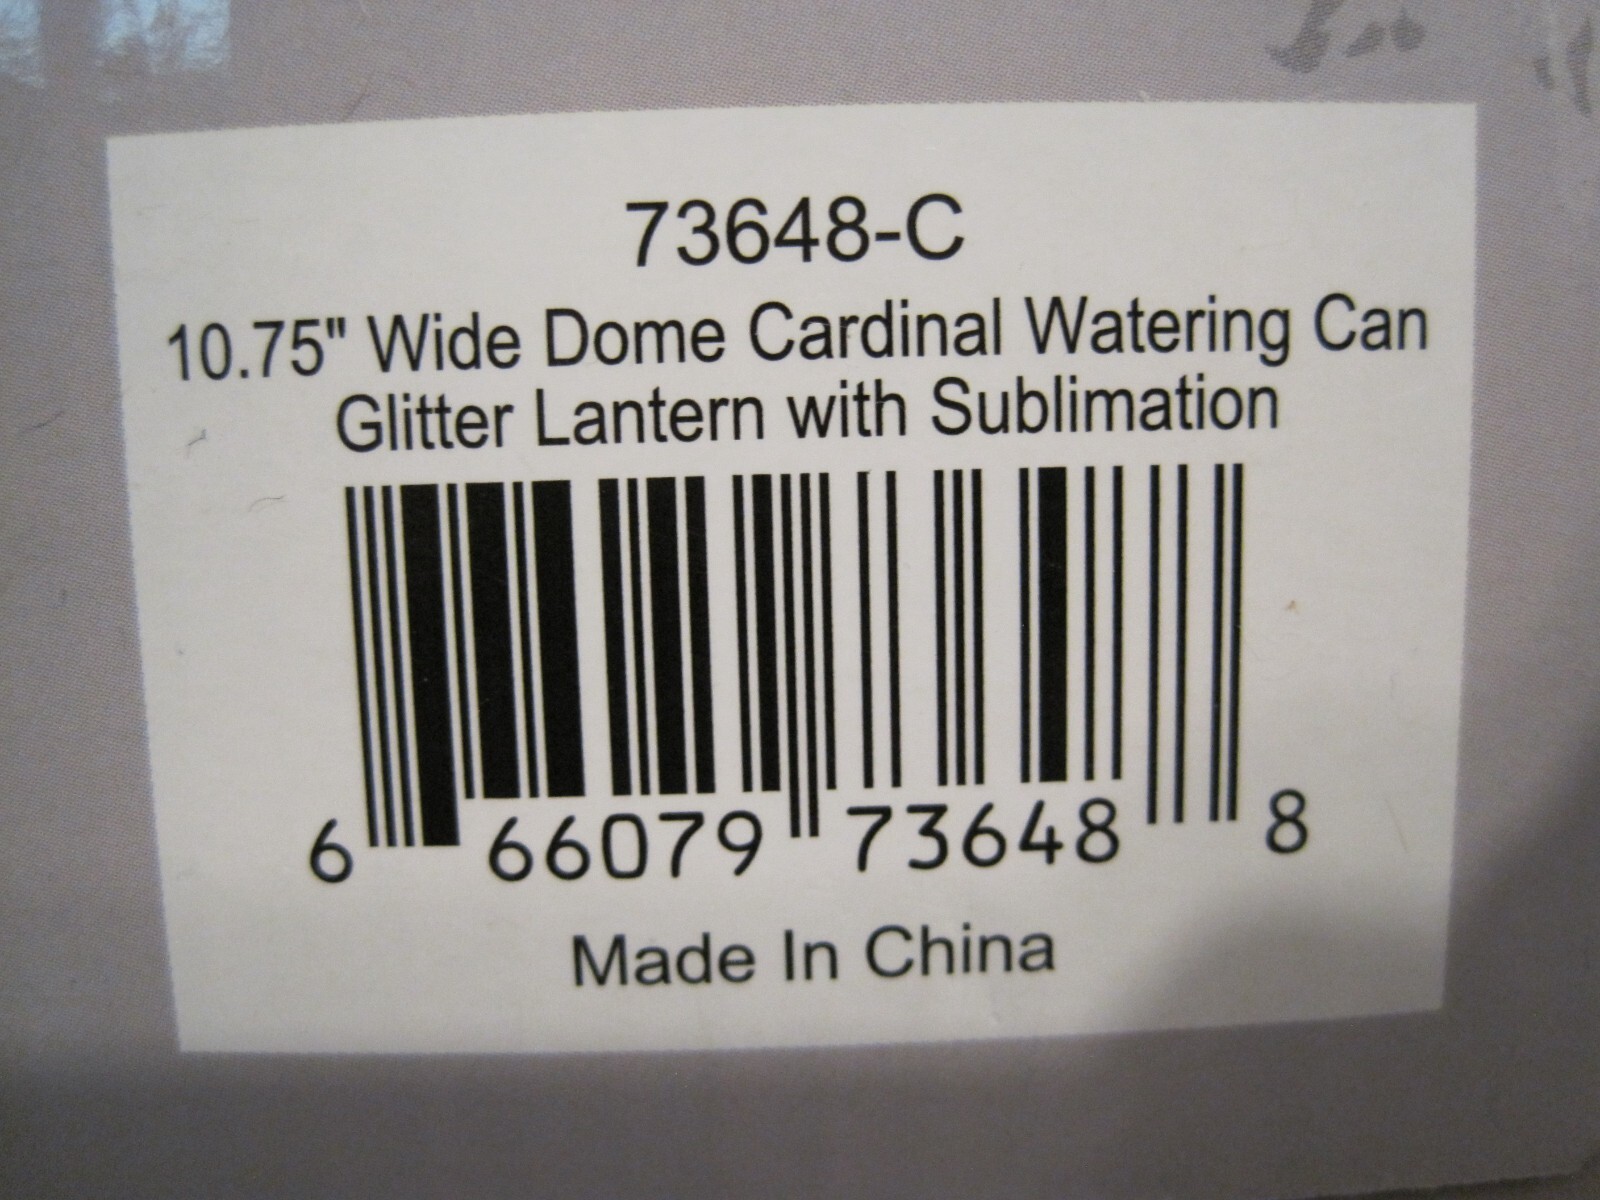 73648-C
10.75" Wide Dome Cardinal Watering Can
Glitter Lantern with Sublimation
6 66079 73648 8
Made In China